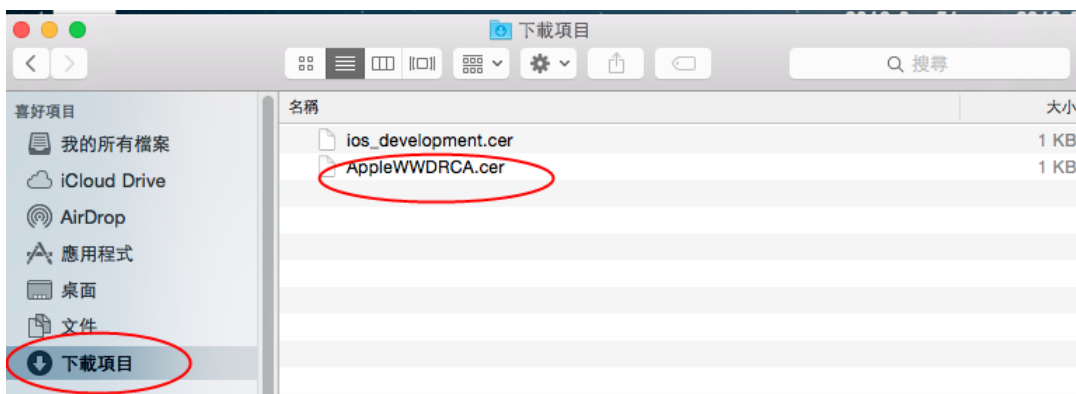 下載項目
搜尋
喜好項目
我的所有檔案
iCloud Drive
AirDrop
應用程式
桌面
文件
下載項目
名稱
大小
ios_development.cer
1 KB
AppleWWDRCA.cer
1 KB